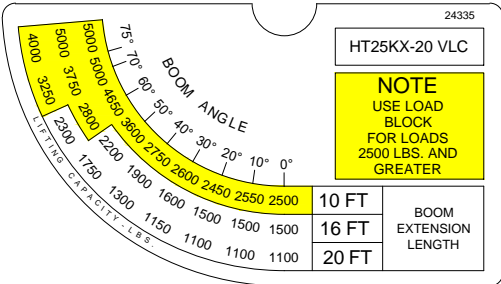 24335
HT25KX-20 VLC
NOTE
USE LOAD
BLOCK
FOR LOADS
2500 LBS. AND
GREATER
BOOM ANGLE
75° 70° 60° 50° 40° 30° 20° 10° 0°
5000 5000 4650 3600 2750 2600 2450 2550 2500 10 FT
5000 3750 2800 2200 1900 1600 1500 1500 1500 16 FT
4000 3250 2300 1750 1300 1150 1100 1100 1100 20 FT
LIFTING CAPACITY-LBS.
BOOM
EXTENSION
LENGTH